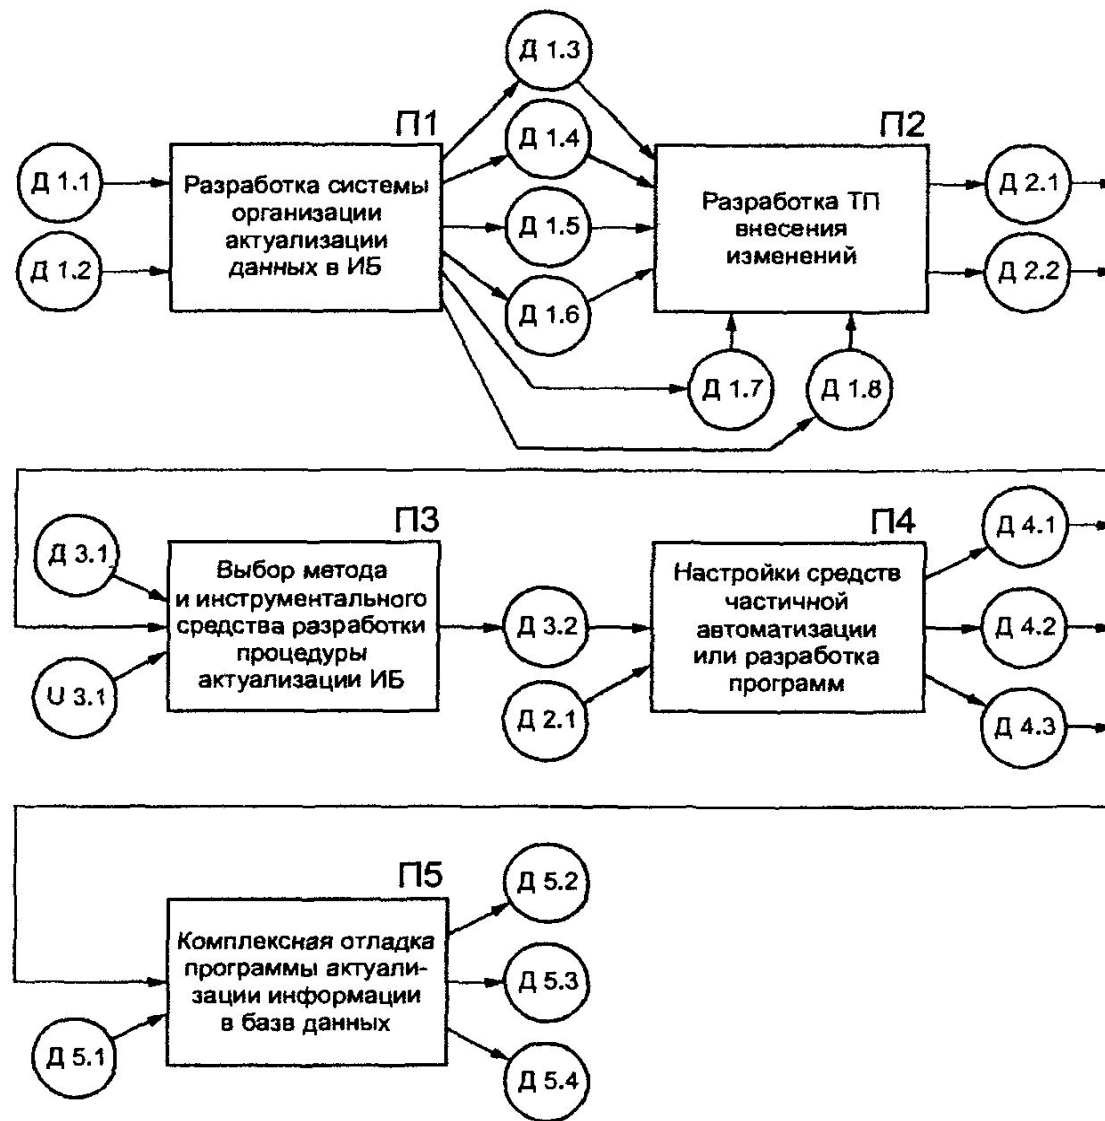 Д 1.3
П1
Д 1.4
П2
Д 1.1
Разработка системы
организации
актуализации
данных в ИБ
Д 1.2
Д 1.5
Д 1.6
Разработка ТП
внесения
изменений
Д 2.1
Д 2.2
Д 1.7
Д 1.8
П3
П4
Д 3.1
Выбор метода
и инструментального
средства разработки
процедуры
актуализации ИБ
U 3.1
Д 3.2
Д 2.1
Настройки средств
частичной
автоматизации
или разработка
программ
Д 4.1
Д 4.2
Д 4.3
П5
Комплексная отладка
программы актуали-
зации информации
в базв данных
Д 5.1
Д 5.2
Д 5.3
Д 5.4